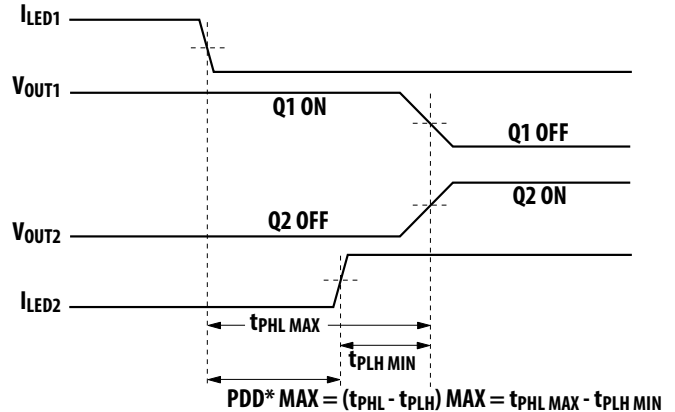 ILED1
VOUT1
Q1 ON
Q1 OFF
Q2 ON
Q2 OFF
VOUT2
ILED2
tPHL MAX
tPLH MIN
PDD* MAX = (tPHL - tPLH) MAX = tPHL MAX - tPLH MIN